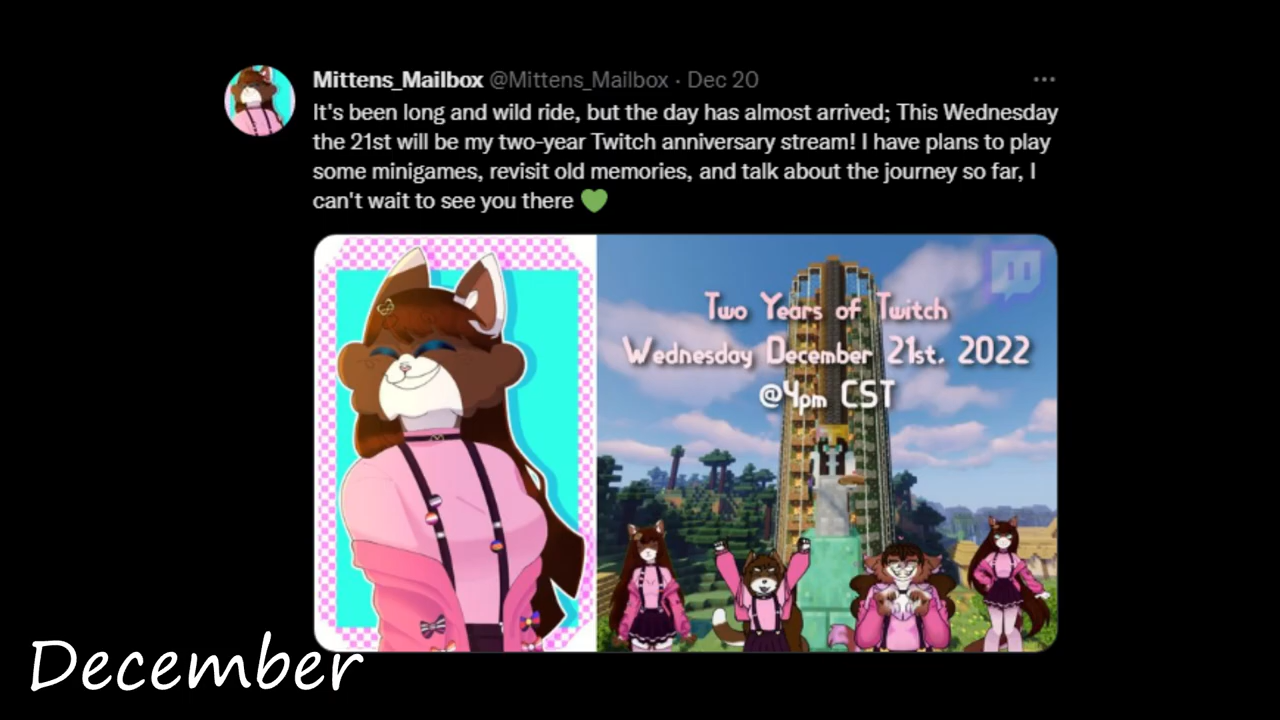 Mittens_Mailbox @Mittens_Mailbox · Dec 20
It's been long and wild ride, but the day has almost arrived; This Wednesday
the 21st will be my two-year Twitch anniversary stream! I have plans to play
some minigames, revisit old memories, and talk about the journey so far, I
can't wait to see you there 💚
Two Years of Twitch
Wednesday December 21st. 2022
@4pm CST
December